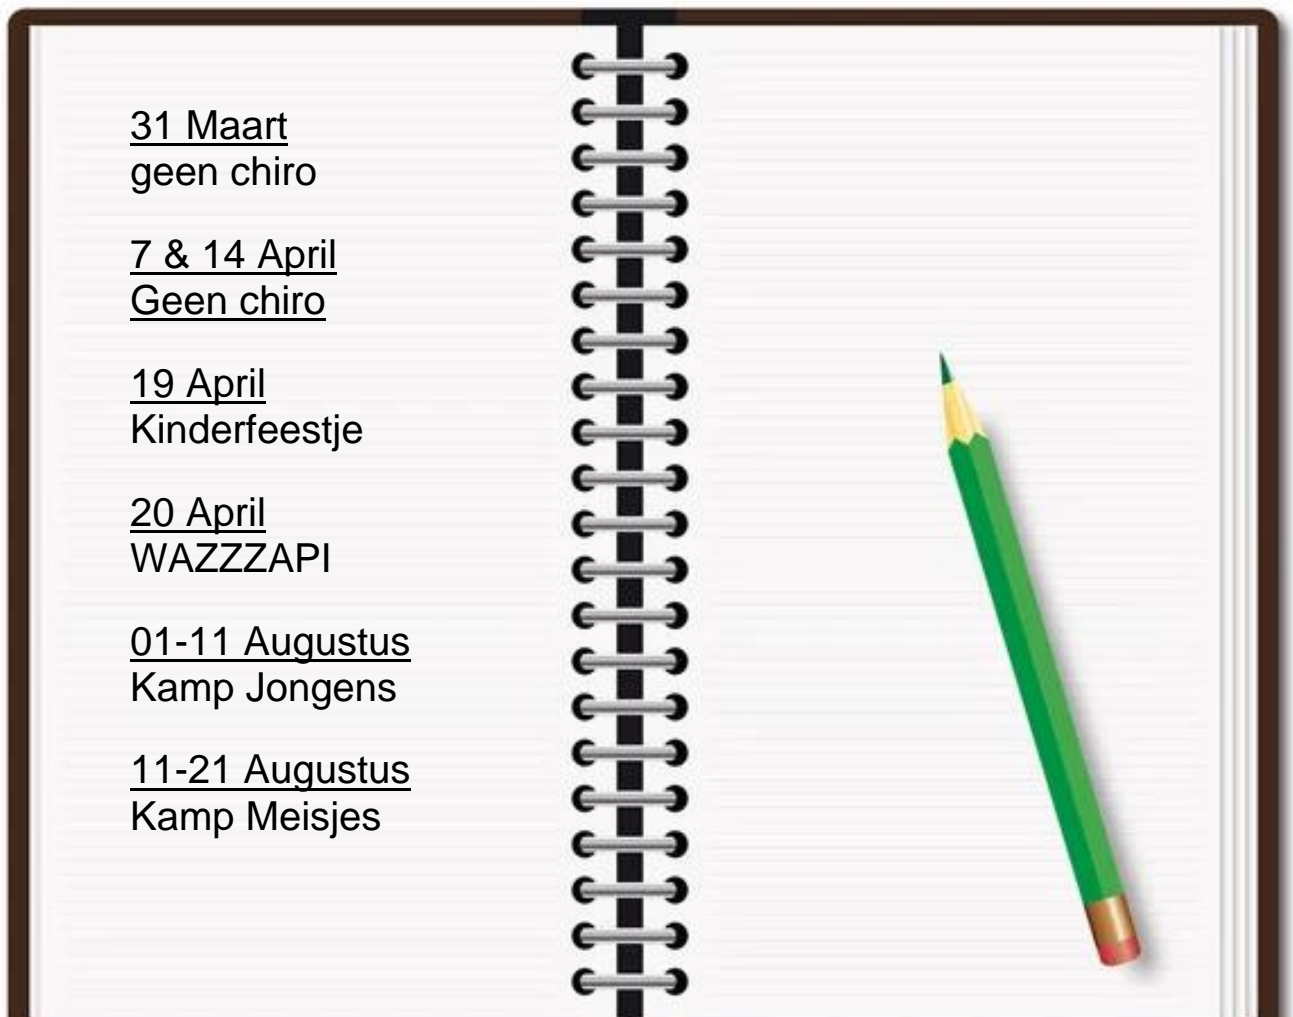 31 Maart
geen chiro
7 & 14 April
Geen chiro
19 April
Kinderfeestje
20 April
WAZZZAPI
01-11 Augustus
Kamp Jongens
11-21 Augustus
Kamp Meisjes